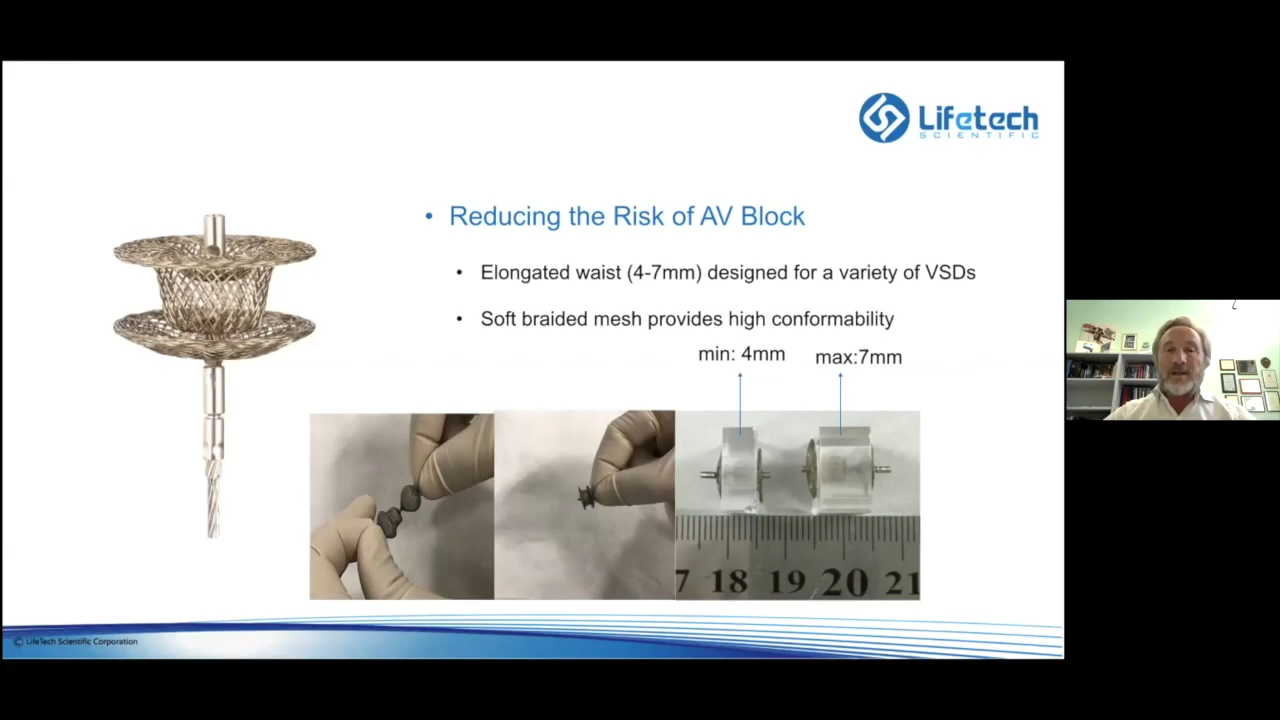 Lifetech
SCIENTIFIC
• Reducing the Risk of AV Block
• Elongated waist (4-7mm) designed for a variety of VSDs
• Soft braided mesh provides high conformability
min: 4mm
max:7mm
7 18 19 20 21
© LifeTech Scientific Corporation